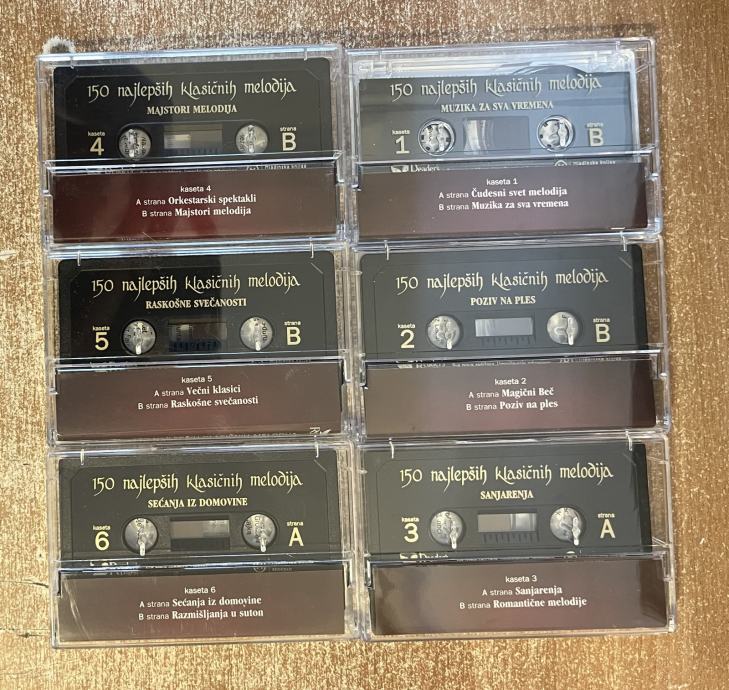 150 najlepših klasičnih melodija
MAJSTORI MELODIJA
kaseta
4
strana
B
kaseta 4
A strana Orkestarski spektakli
B strana Majstori melodija
150 najlepših klasičnih melodija
MUZIKA ZA SVA VREMENA
kaseta
1
strana
B
Reader's
Mladinska knjiga
kaseta 1
A strana Čudesni svet melodija
B strana Muzika za sva vremena
150 najlepših klasičnih melodija
RASKOŠNE SVEČANOSTI
kaseta
5
strana
B
kaseta 5
A strana Večni klasici
B strana Raskošne svečanosti
150 najlepših klasičnih melodija
POZIV NA PLES
kaseta
2
strana
B
kaseta 2
A strana Magični Beč
B strana Poziv na ples
150 najlepših klasičnih melodija
SEĆANJA IZ DOMOVINE
kaseta
6
strana
A
kaseta 6
A strana Sećanja iz domovine
B strana Razmišljanja u suton
150 najlepših klasičnih melodija
SANJARENJA
kaseta
3
strana
A
kaseta 3
A strana Sanjarenja
B strana Romantične melodije